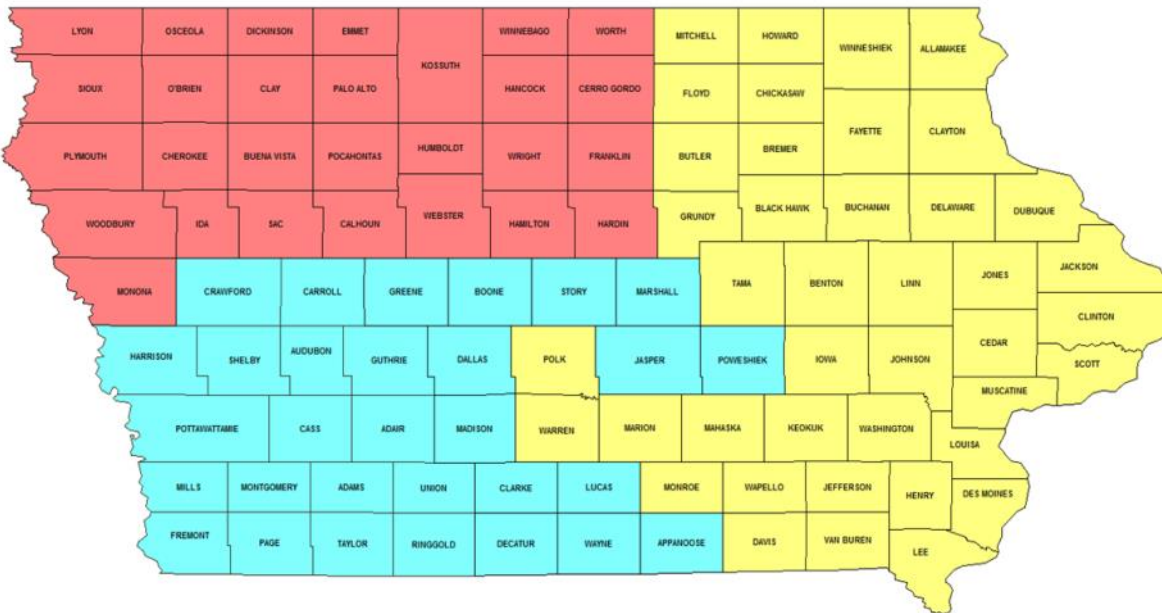 LYON
OSCEOLA
DICKINSON
EMMET
KOSSUTH
WINNEBAGO
WORTH
MITCHELL
HOWARD
WINNESHIEK
ALLAMAKEE
SIOUX
O'BRIEN
CLAY
PALO ALTO
HANCOCK
CERRO GORDO
FLOYD
CHICKASAW
FAYETTE
CLAYTON
PLYMOUTH
CHEROKEE
BUENA VISTA
POCAHONTAS
HUMBOLDT
WRIGHT
FRANKLIN
BUTLER
BREMER
WOODBURY
IDA
SAC
CALHOUN
WEBSTER
HAMILTON
HARDIN
GRUNDY
BLACK HAWK
BUCHANAN
DELAWARE
DUBUQUE
MONONA
CRAWFORD
CARROLL
GREENE
BOONE
STORY
MARSHALL
TAMA
BENTON
LINN
JONES
JACKSON
CLINTON
HARRISON
SHELBY
AUDUBON
GUTHRIE
DALLAS
POLK
JASPER
POWESHIEK
IOWA
JOHNSON
CEDAR
SCOTT
MUSCATINE
POTTAWATTAMIE
CASS
ADAIR
MADISON
WARREN
MARION
MAHASKA
KEOKUK
WASHINGTON
LOUISA
MILLS
MONTGOMERY
ADAMS
UNION
CLARKE
LUCAS
MONROE
WAPELLO
JEFFERSON
HENRY
DES MOINES
FREMONT
PAGE
TAYLOR
RINGGOLD
DECATUR
WAYNE
APPANOOSE
DAVIS
VAN BUREN
LEE